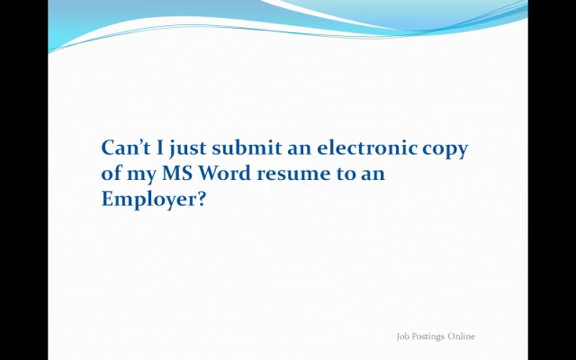 Can't I just submit an electronic copy
of my MS Word resume to an
Employer?
Job Postings Online